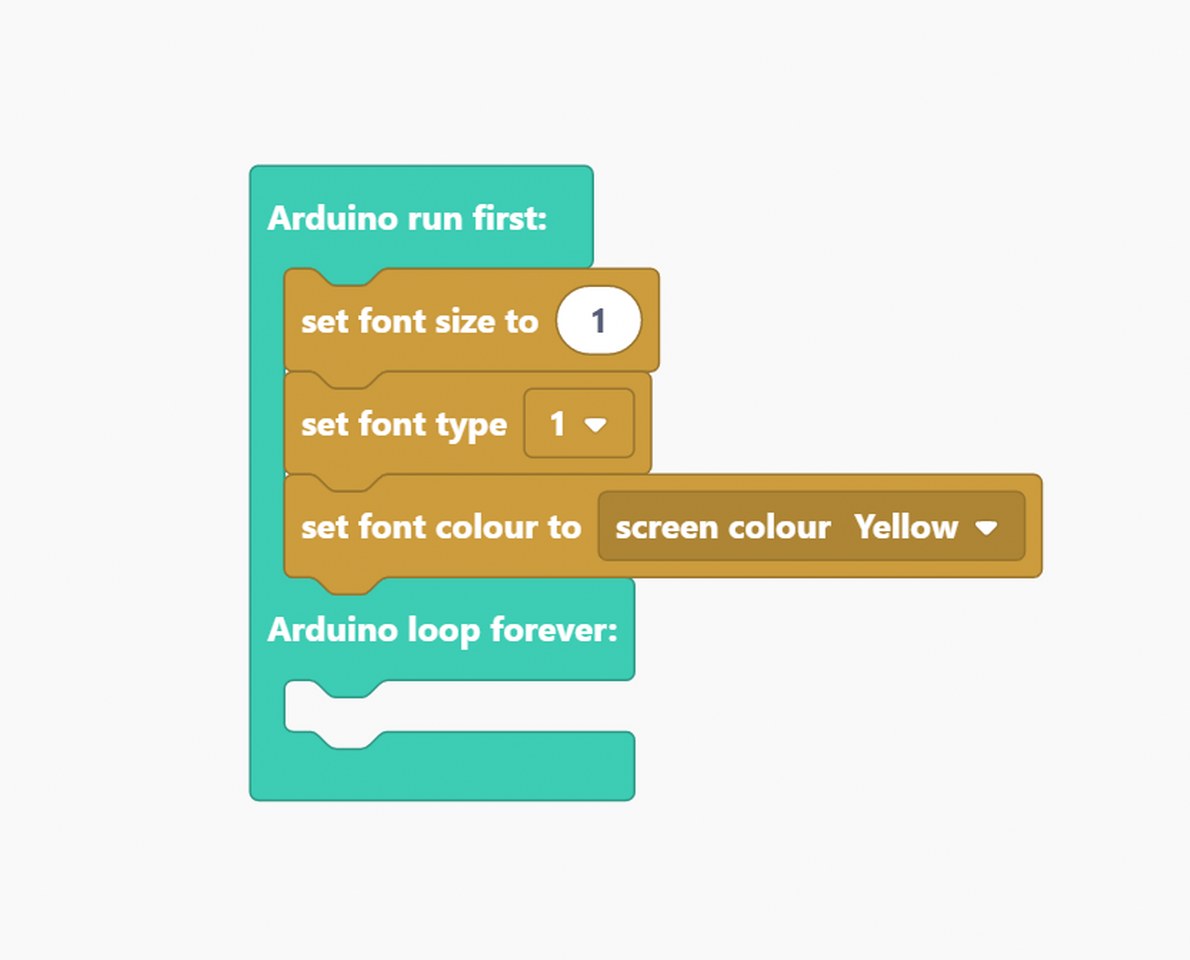 Arduino run first:
set font size to 1
set font type 1
set font colour to screen colour Yellow
Arduino loop forever: